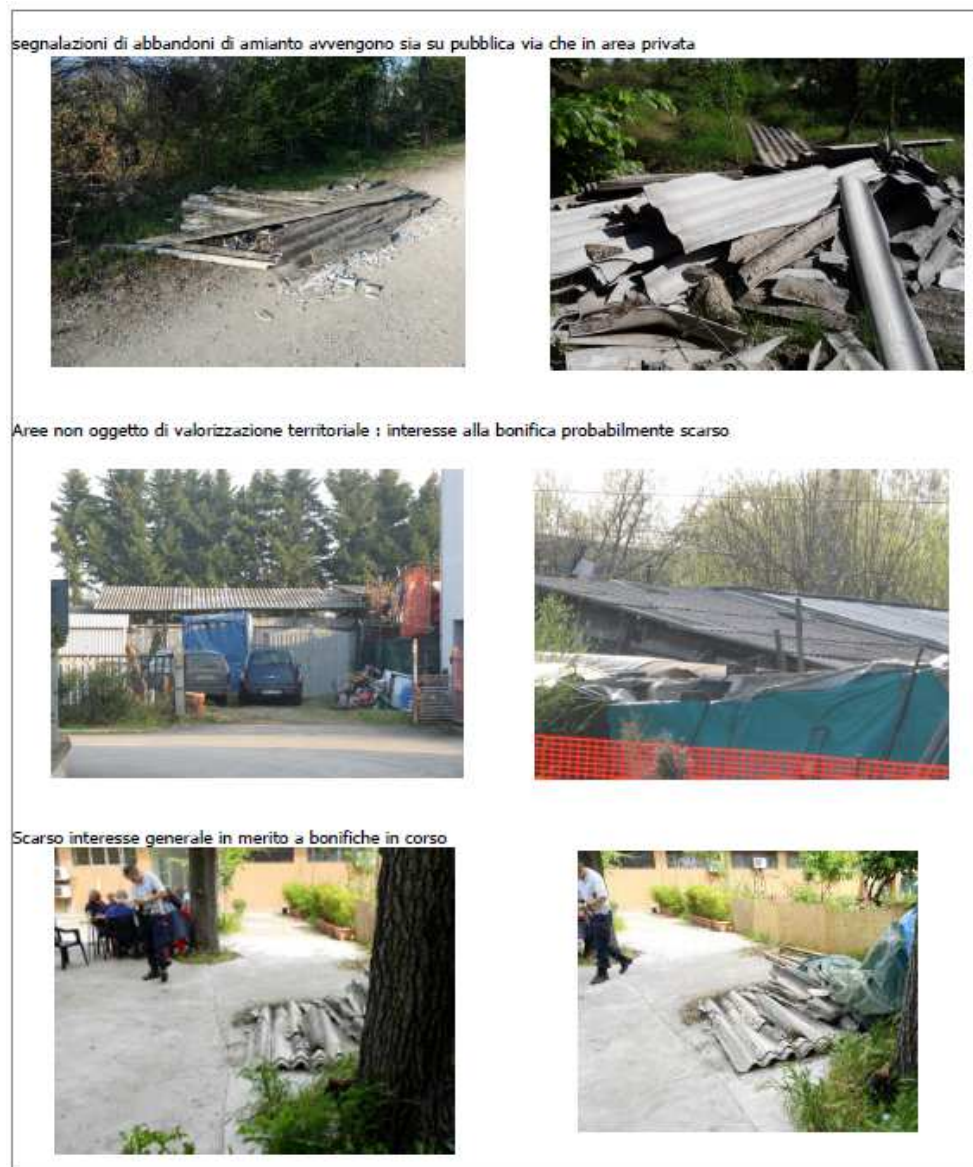 segnalazioni di abbandoni di amianto avvengono sia su pubblica via che in area privata
Aree non oggetto di valorizzazione territoriale : interesse alla bonifica probabilmente scarso
Scarso interesse generale in merito a bonifiche in corso